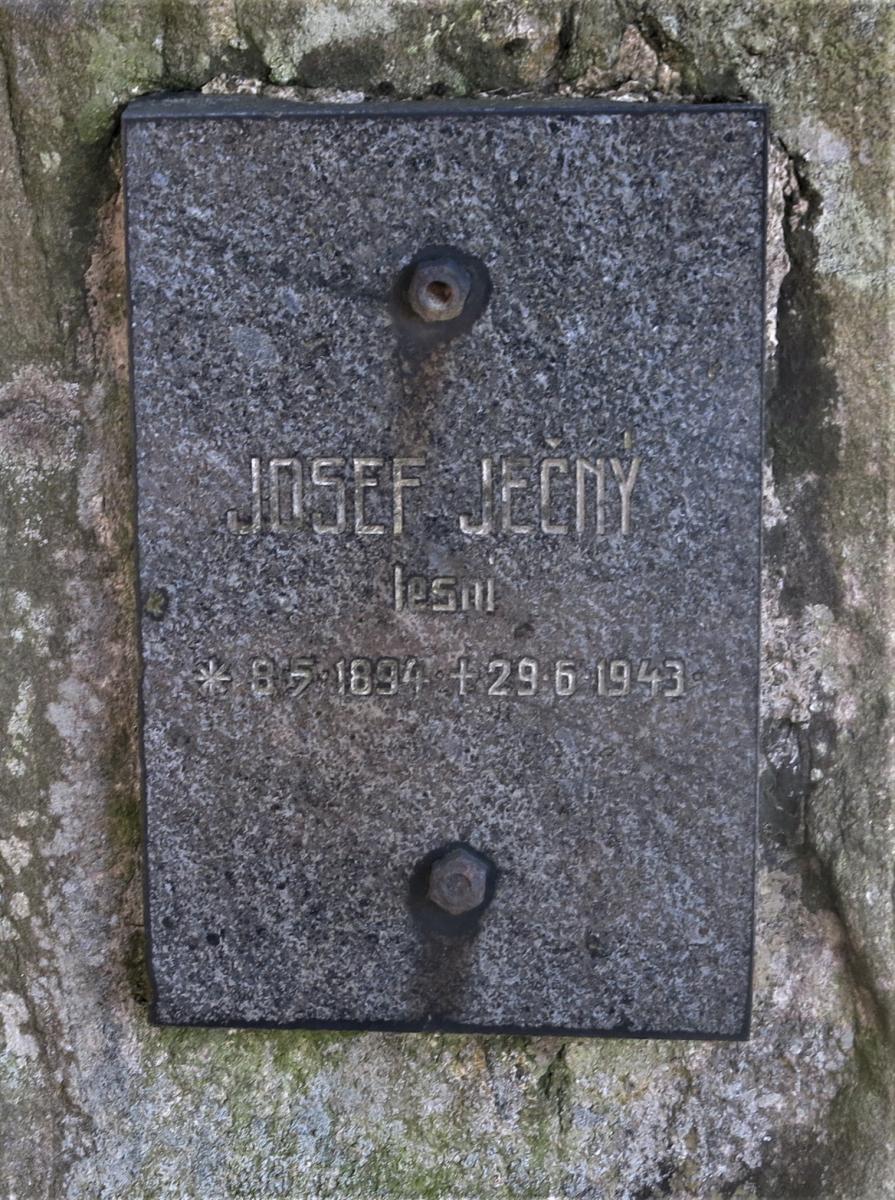 JOSEF JEČNÝ
lesní
* 8·5·1894 · + 29·6·1943 ·